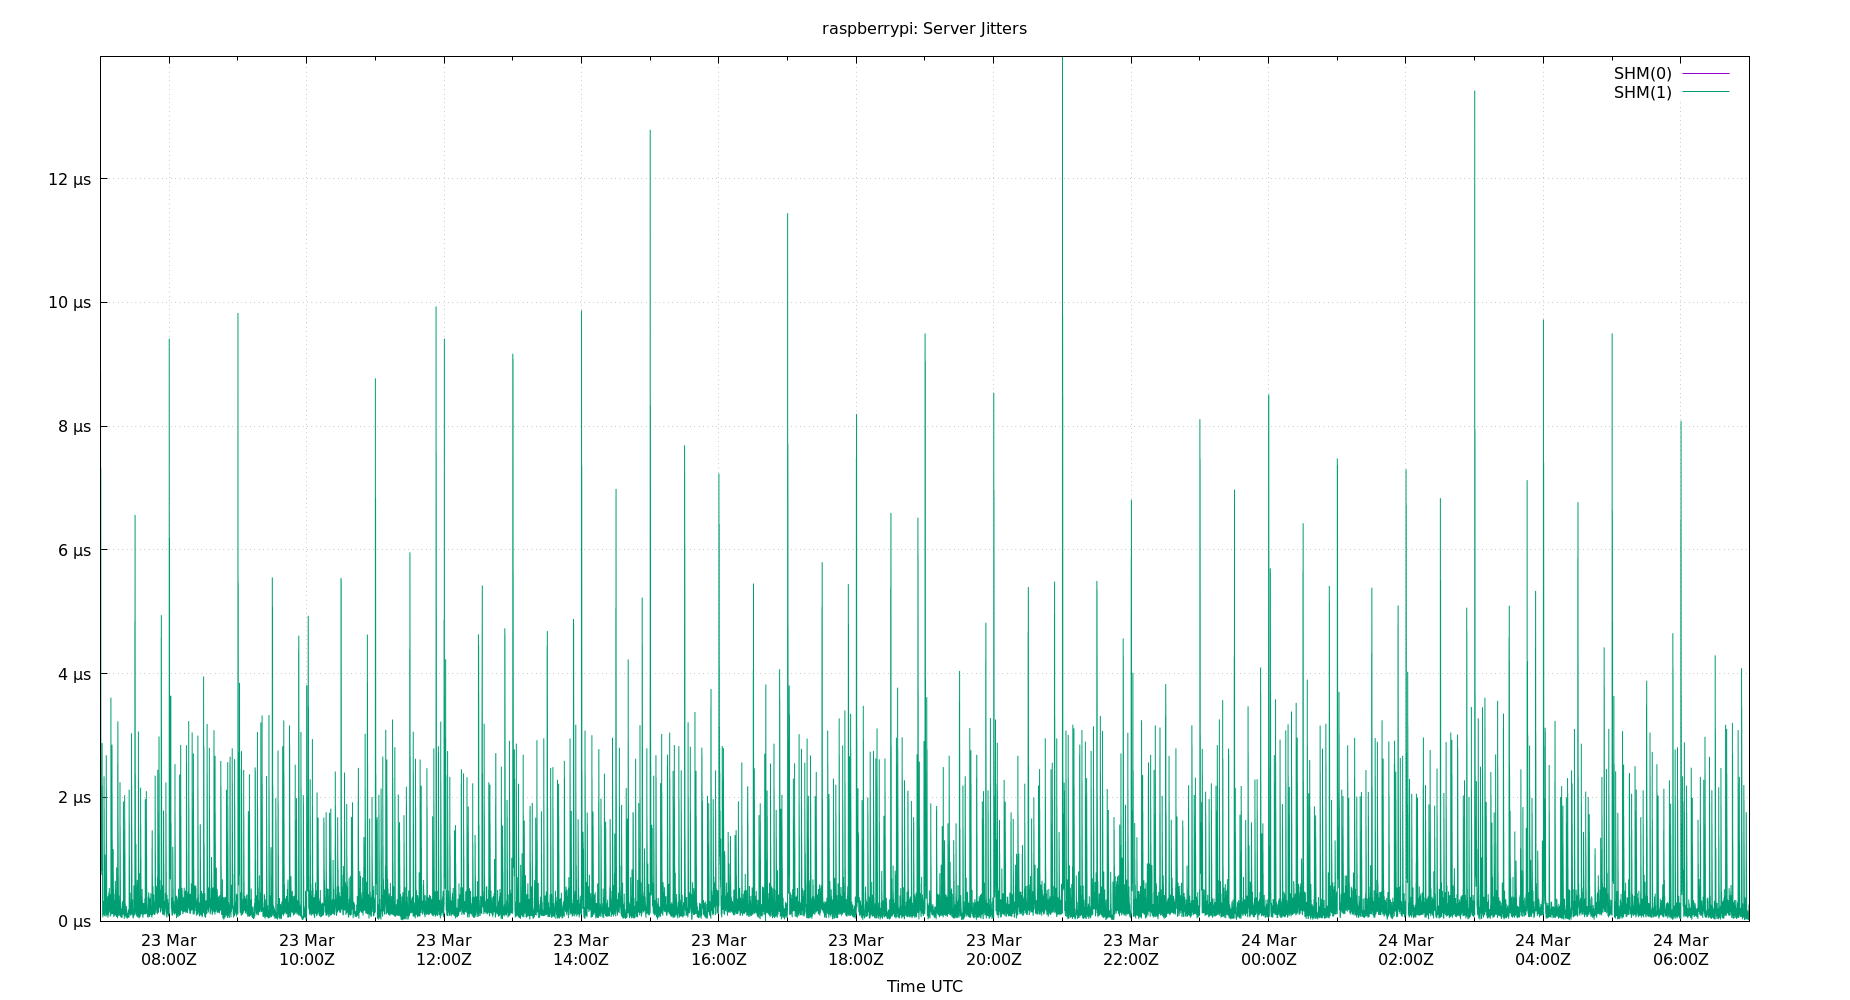 raspberrypi: Server Jitters
SHM(0)
SHM(1)
12 µs
10 µs
8 µs
6 µs
4 µs
2 µs
0 µs
23 Mar 23 Mar 23 Mar 23 Mar 23 Mar 23 Mar 23 Mar 23 Mar 24 Mar 24 Mar 24 Mar 24 Mar
08:00Z 10:00Z 12:00Z 14:00Z 16:00Z 18:00Z 20:00Z 22:00Z 00:00Z 02:00Z 04:00Z 06:00Z
Time UTC